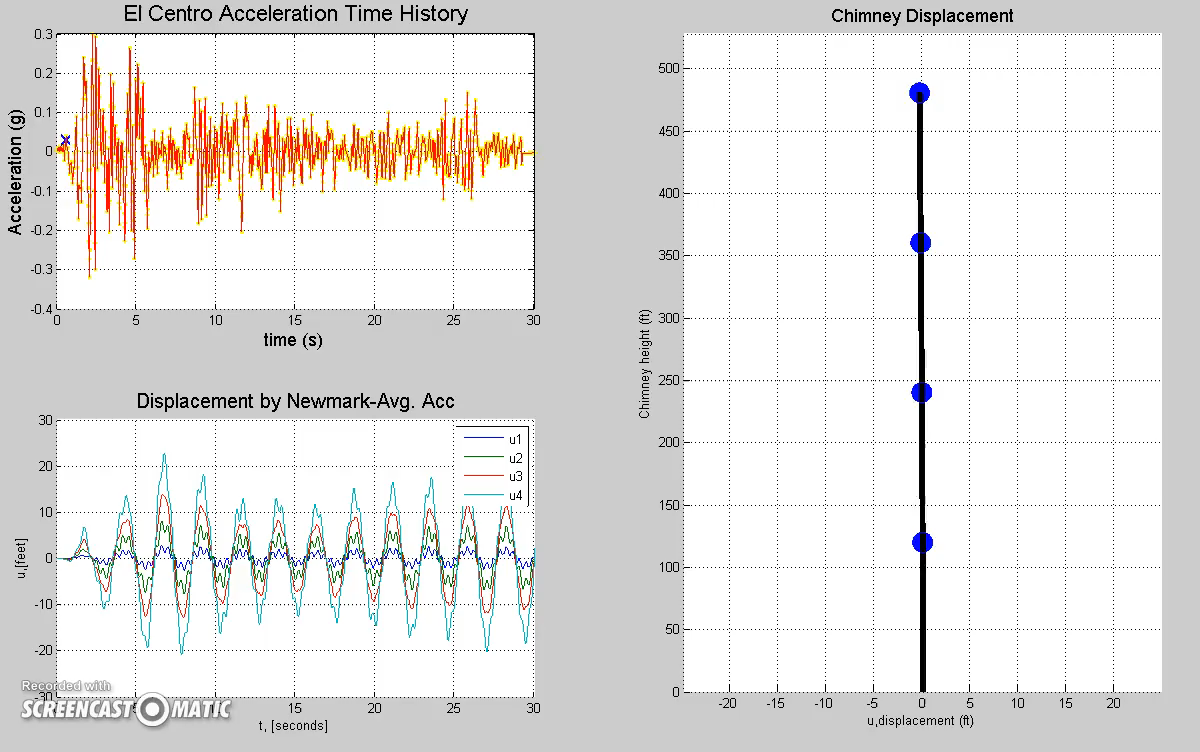 El Centro Acceleration Time History
0.3
0.2
0.1
0
-0.1
-0.2
-0.3
-0.4
Acceleration (g)
0 5 10 15 20 25 30
time (s)
Displacement by Newmark-Avg. Acc
30
20
10
0
-10
-20
-30
u,[feet]
u1
u2
u3
u4
0 5 10 15 20 25 30
t, [seconds]
Recorded with
SCREENCAST-O-MATIC
Chimney Displacement
500
450
400
350
300
250
200
150
100
50
0
Chimney height (ft)
-20 -15 -10 -5 0 5 10 15 20
u,displacement (ft)